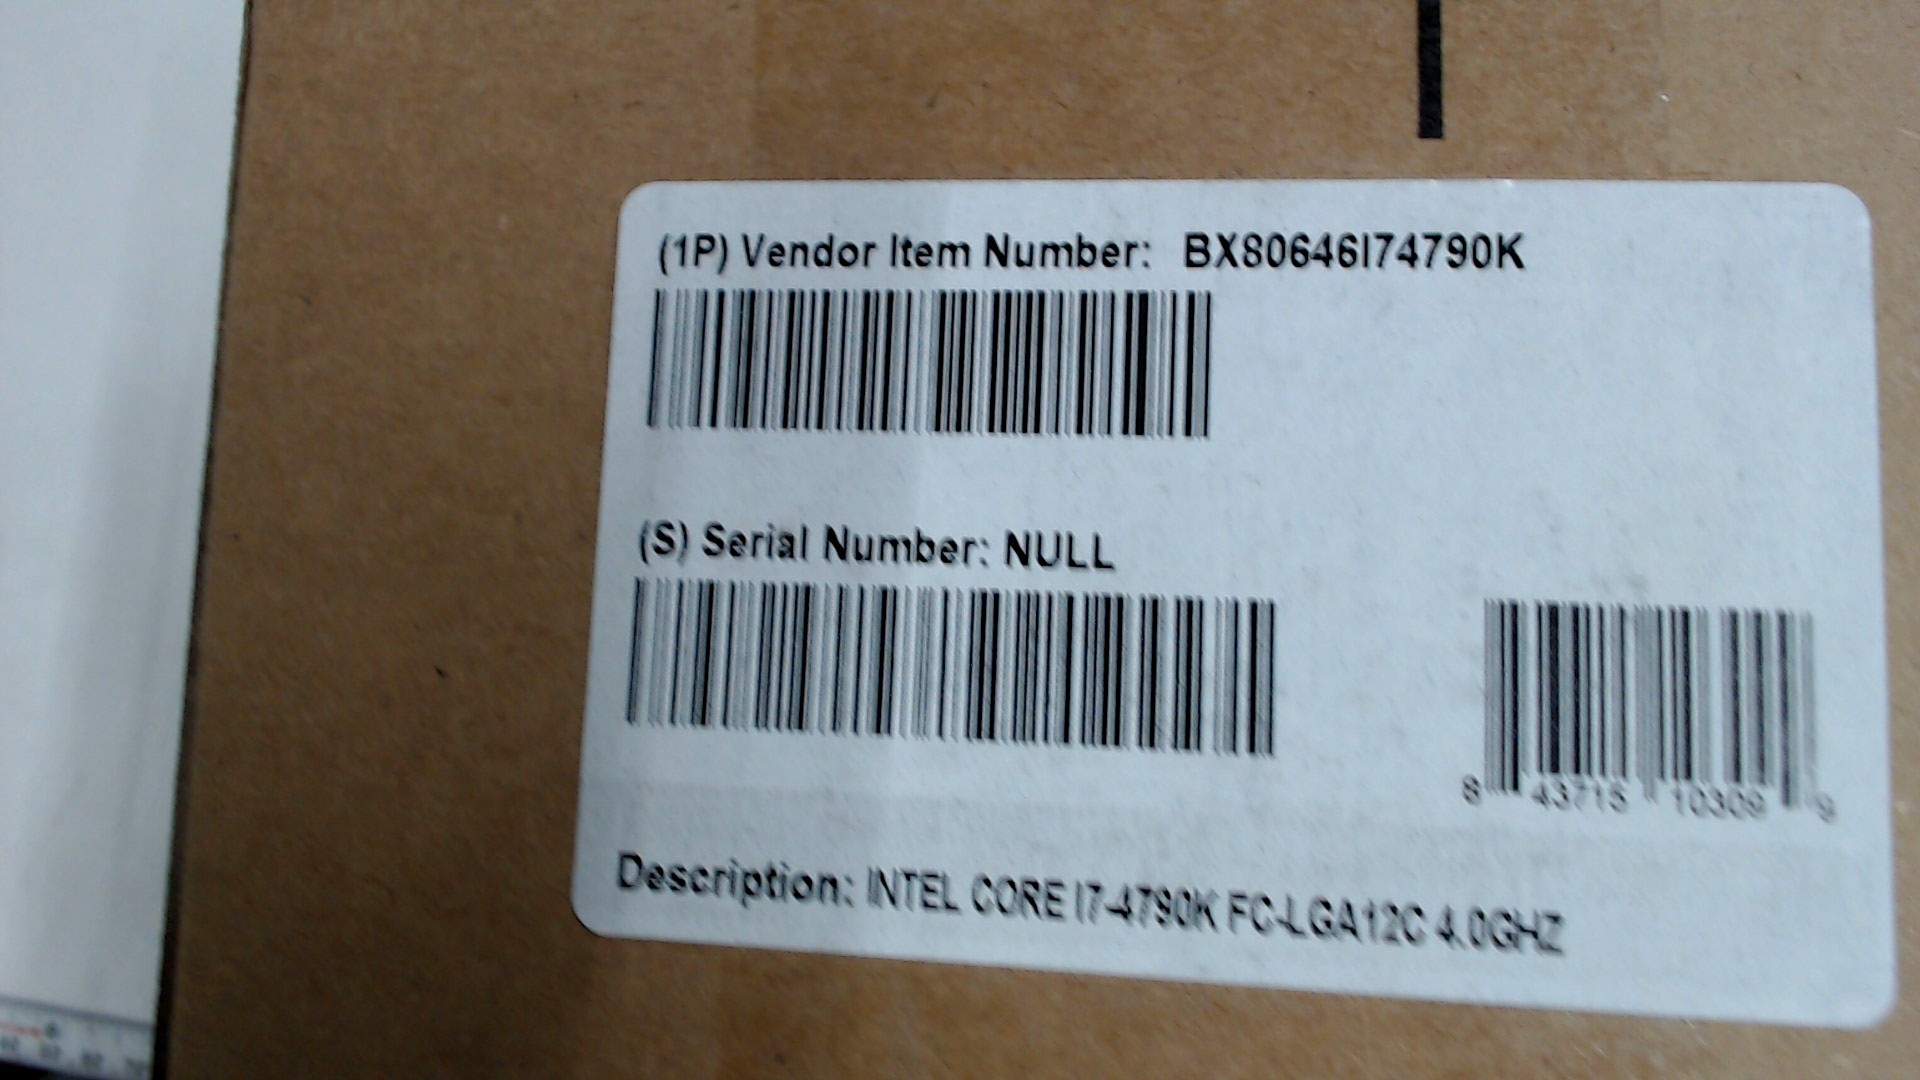 (1P) Vendor Item Number: BX80646I74790K
(S) Serial Number: NULL
8 43715 10309 9
Description: INTEL CORE I7-4790K FC-LGA12C 4.0GHZ